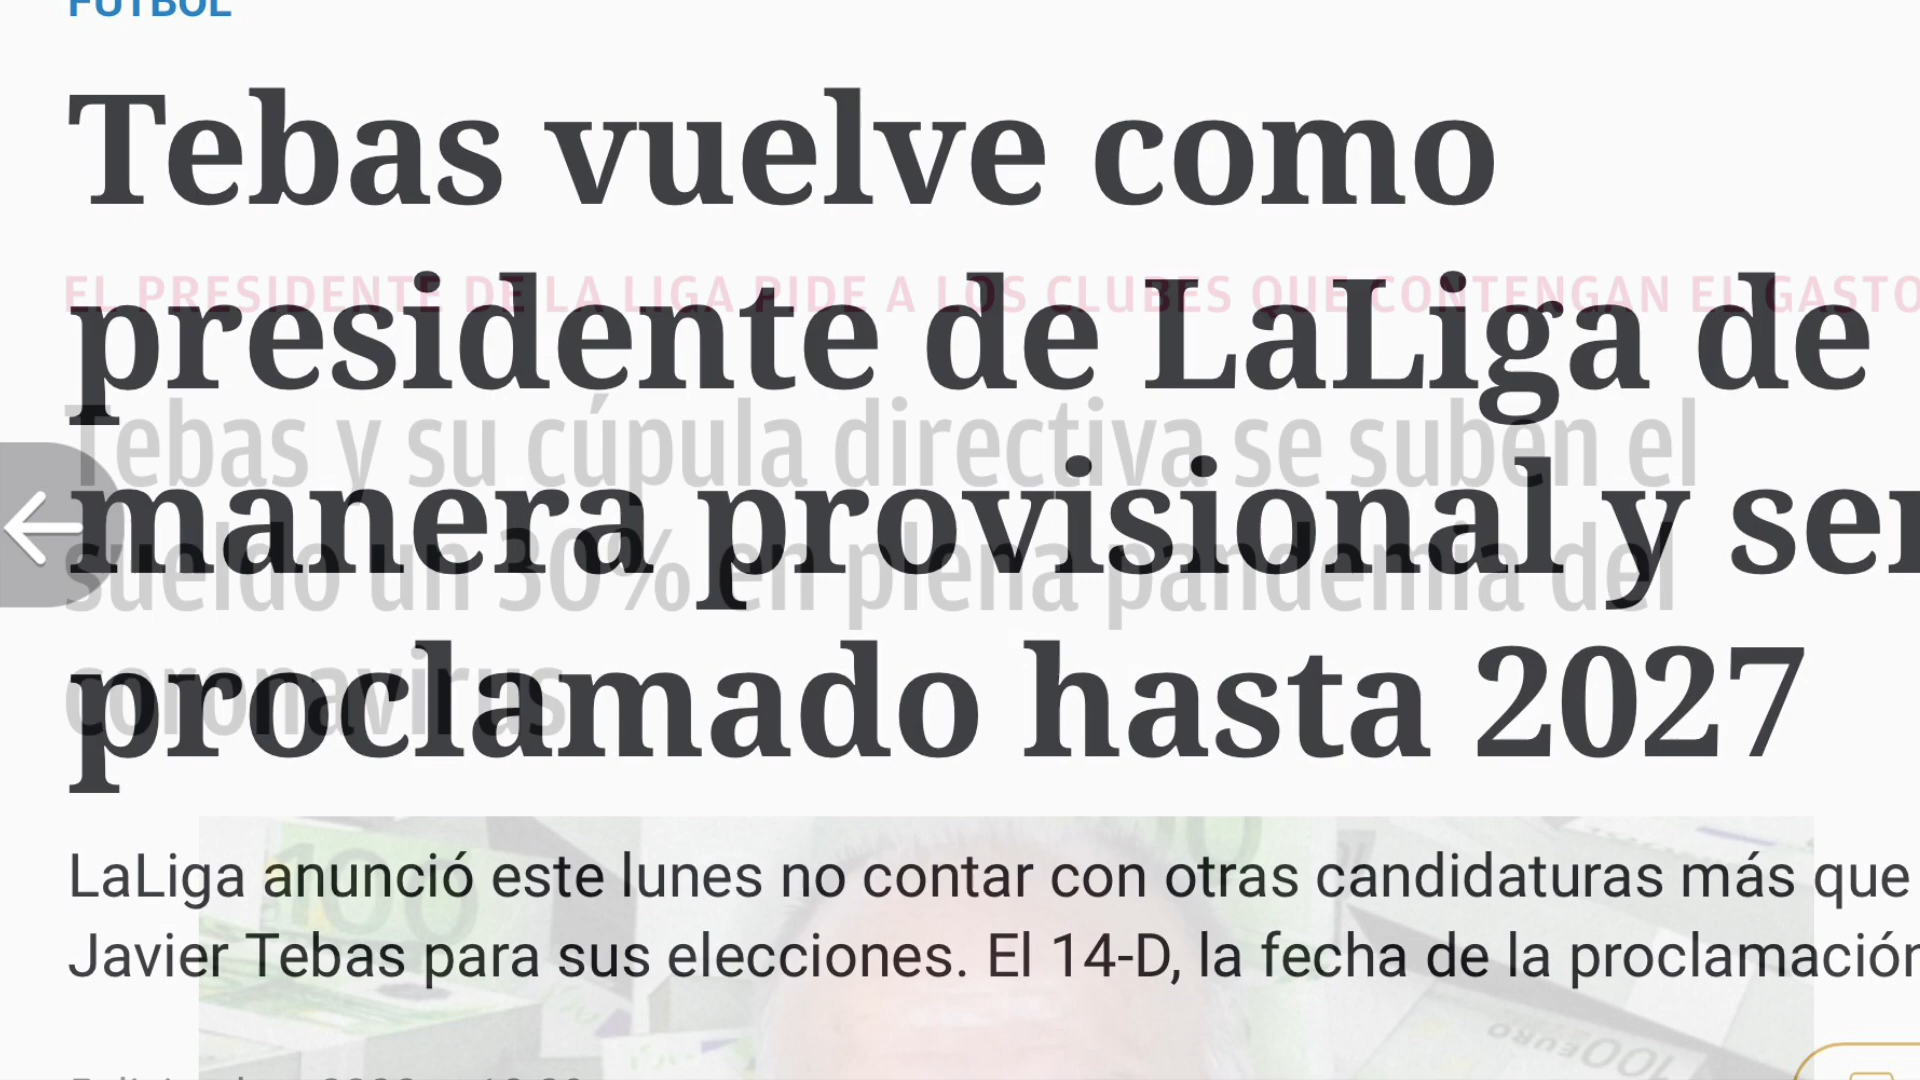 FÚTBOL
Tebas vuelve como
EL PRESIDENTE DE LA LIGA PIDE A LOS CLUBES QUE CONTENGAN EL GASTO
presidente de LaLiga de
Tebas y su cúpula directiva se suben el
manera provisional y ser
sueldo un 30% en plena pandemia del
coronavirus
proclamado hasta 2027
LaLiga anunció este lunes no contar con otras candidaturas más que
Javier Tebas para sus elecciones. El 14-D, la fecha de la proclamación
100
100 EURO